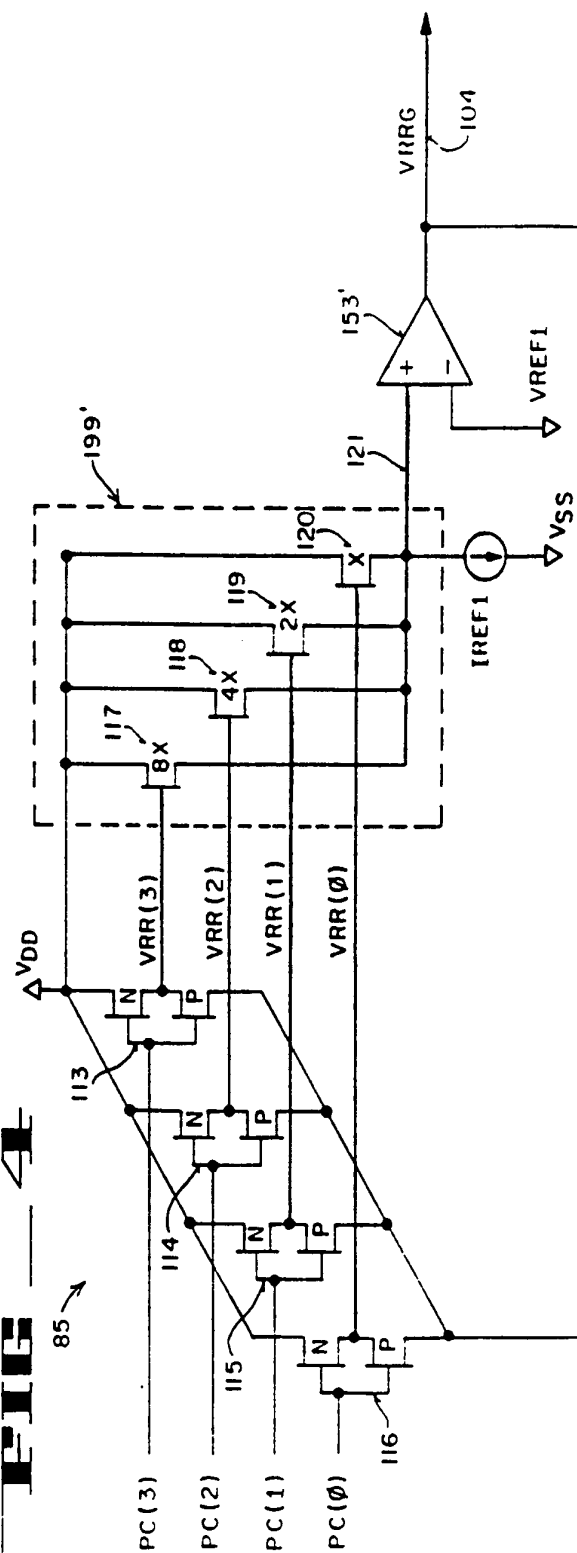 FIG 4
85
VDD
PC(3)
PC(2)
PC(1)
PC(Ø)
113
114
115
116
N
P
N
P
N
P
N
P
VRR(3)
VRR(2)
VRR(1)
VRR(Ø)
199'
117
8X
118
4X
119
2X
120
X
121
IREF1
VSS
153'
+
−
VREF1
VRRG
104